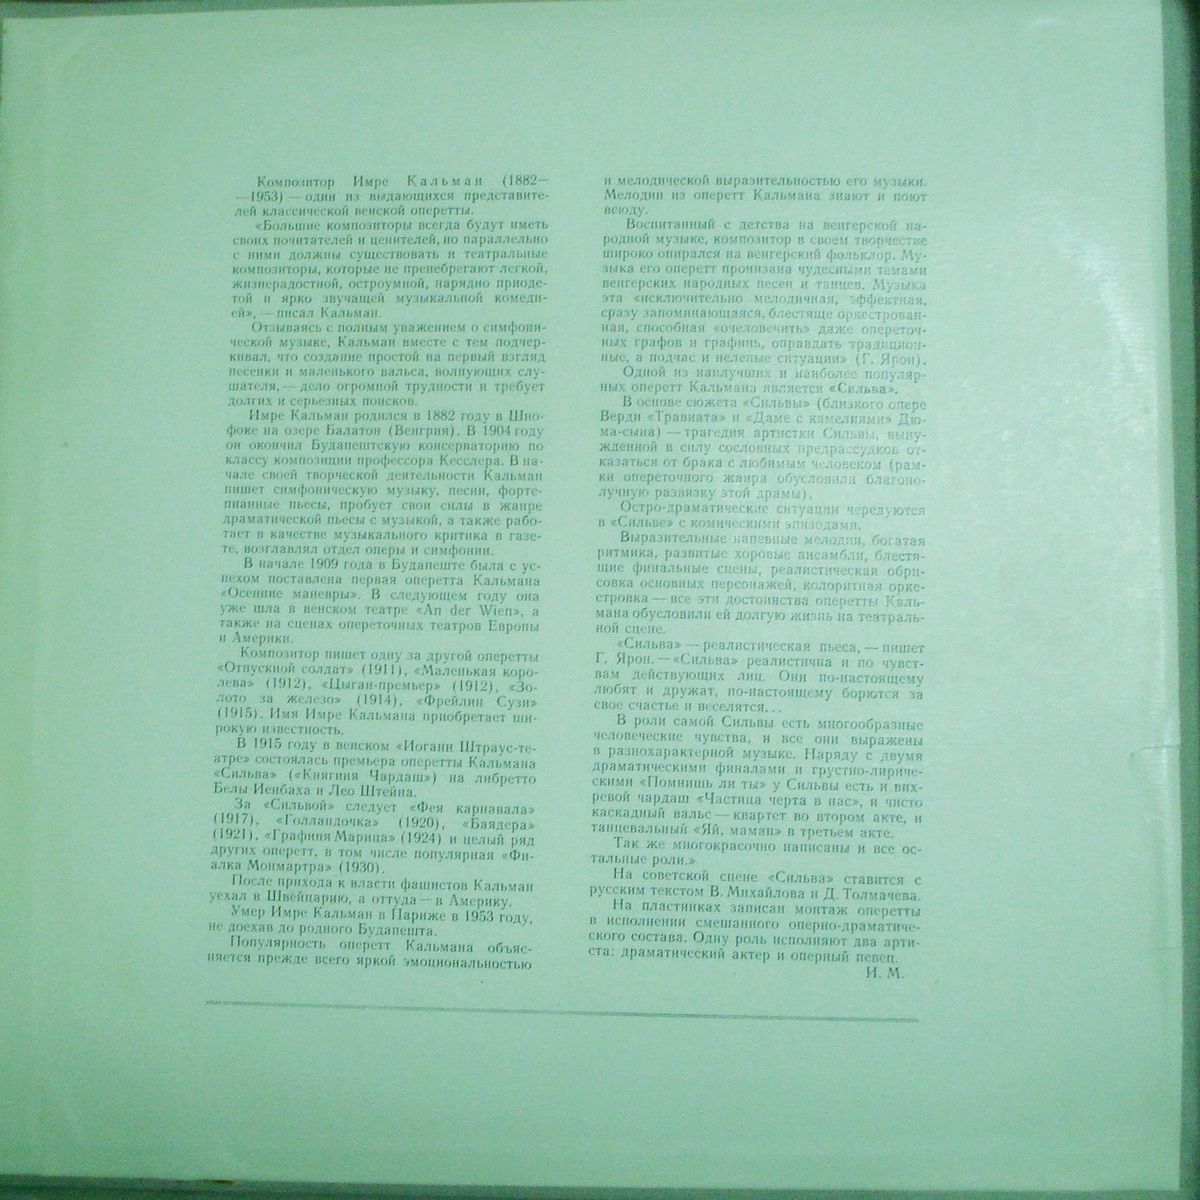 Композитор Имре Кальман (1882—
—1953) — один из выдающихся представите-
лей классической венской оперетты.
«Большие композиторы всегда будут иметь
своих почитателей и ценителей, но параллельно
с ними должны существовать и театральные
композиторы, которые не пренебрегают легкой,
жизнерадостной, остроумной, нарядно приоде-
той и ярко звучащей музыкальной комеди-
ей», — писал Кальман.
Отзываясь с полным уважением о симфони-
ческой музыке, Кальман вместе с тем подчер-
кивал, что создание простой на первый взгляд
песенки и маленького вальса, волнующих слу-
шателя, — дело огромной трудности и требует
долгих и серьезных поисков.
Имре Кальман родился в 1882 году в Шио-
фоке на озере Балатон (Венгрия). В 1904 году
он окончил Будапештскую консерваторию по
классу композиции профессора Кесслера. В на-
чале своей творческой деятельности Кальман
пишет симфоническую музыку, песни, форте-
пианные пьесы, пробует свои силы в жанре
драматической пьесы с музыкой, а также рабо-
тает в качестве музыкального критика в газе-
те, возглавлял отдел оперы и симфонии.
В начале 1909 года в Будапеште была с ус-
пехом поставлена первая оперетта Кальмана
«Осенние маневры». В следующем году она
уже шла в венском театре «An der Wien», а
также на сценах опереточных театров Европы
и Америки.
Композитор пишет одну за другой оперетты
«Отпускной солдат» (1911), «Маленькая коро-
лева» (1912), «Цыган-премьер» (1912), «Зо-
лото за железо» (1914), «Фрейлин Сузи»
(1915). Имя Имре Кальмана приобретает ши-
рокую известность.
В 1915 году в венском «Иоганн Штраус-те-
атре» состоялась премьера оперетты Кальмана
«Сильва» («Княгиня Чардаш») на либретто
Белы Иенбаха и Лео Штейна.
За «Сильвой» следует «Фея карнавала»
(1917), «Голландочка» (1920), «Баядера»
(1921), «Графиня Марица» (1924) и целый ряд
других оперетт, в том числе популярная «Фи-
алка Монмартра» (1930).
После прихода к власти фашистов Кальман
уехал в Швейцарию, а оттуда — в Америку.
Умер Имре Кальман в Париже в 1953 году,
не доехав до родного Будапешта.
Популярность оперетт Кальмана объяс-
няется прежде всего яркой эмоциональностью
и мелодической выразительностью его музыки.
Мелодии из оперетт Кальмана знают и поют
всюду.
Воспитанный с детства на венгерской на-
родной музыке, композитор в своем творчестве
широко опирался на венгерский фольклор. Му-
зыка его оперетт пронизана чудесными темами
венгерских народных песен и танцев. Музыка
эта «исключительно мелодичная, эффектная,
сразу запоминающаяся, блестяще оркестрован-
ная, способная «очеловечить» даже опереточ-
ных графов и графинь, оправдать традицион-
ные, а подчас и нелепые ситуации» (Г. Ярон).
Одной из наилучших и наиболее популяр-
ных оперетт Кальмана является «Сильва».
В основе сюжета «Сильвы» (близкого опере
Верди «Травиата» и «Даме с камелиями» Дю-
ма-сына) — трагедия артистки Сильвы, выну-
жденной в силу сословных предрассудков от-
казаться от брака с любимым человеком (рам-
ки опереточного жанра обусловили благопо-
лучную развязку этой драмы).
Остро-драматические ситуации чередуются
в «Сильве» с комическими эпизодами.
Выразительные напевные мелодии, богатая
ритмика, развитые хоровые ансамбли, блестя-
щие финальные сцены, реалистическая обри-
совка основных персонажей, колоритная орке-
стровка — все эти достоинства оперетты Каль-
мана обусловили ей долгую жизнь на театраль-
ной сцене.
«Сильва» — реалистическая пьеса, — пишет
Г. Ярон. — «Сильва» реалистична и по чувст-
вам действующих лиц. Они по-настоящему
любят и дружат, по-настоящему борются за
свое счастье и веселятся...
В роли самой Сильвы есть многообразные
человеческие чувства, и все они выражены
в разнохарактерной музыке. Наряду с двумя
драматическими финалами и грустно-лириче-
скими «Помнишь ли ты» у Сильвы есть и вих-
ревой чардаш «Частица черта в нас», и чисто
каскадный вальс — квартет во втором акте, и
танцевальный «Яй, маман» в третьем акте.
Так же многокрасочно написаны и все ос-
тальные роли.»
На советской сцене «Сильва» ставится с
русским текстом В. Михайлова и Д. Толмачева.
На пластинках записан монтаж оперетты
в исполнении смешанного оперно-драматиче-
ского состава. Одну роль исполняют два арти-
ста: драматический актер и оперный певец.
И. М.